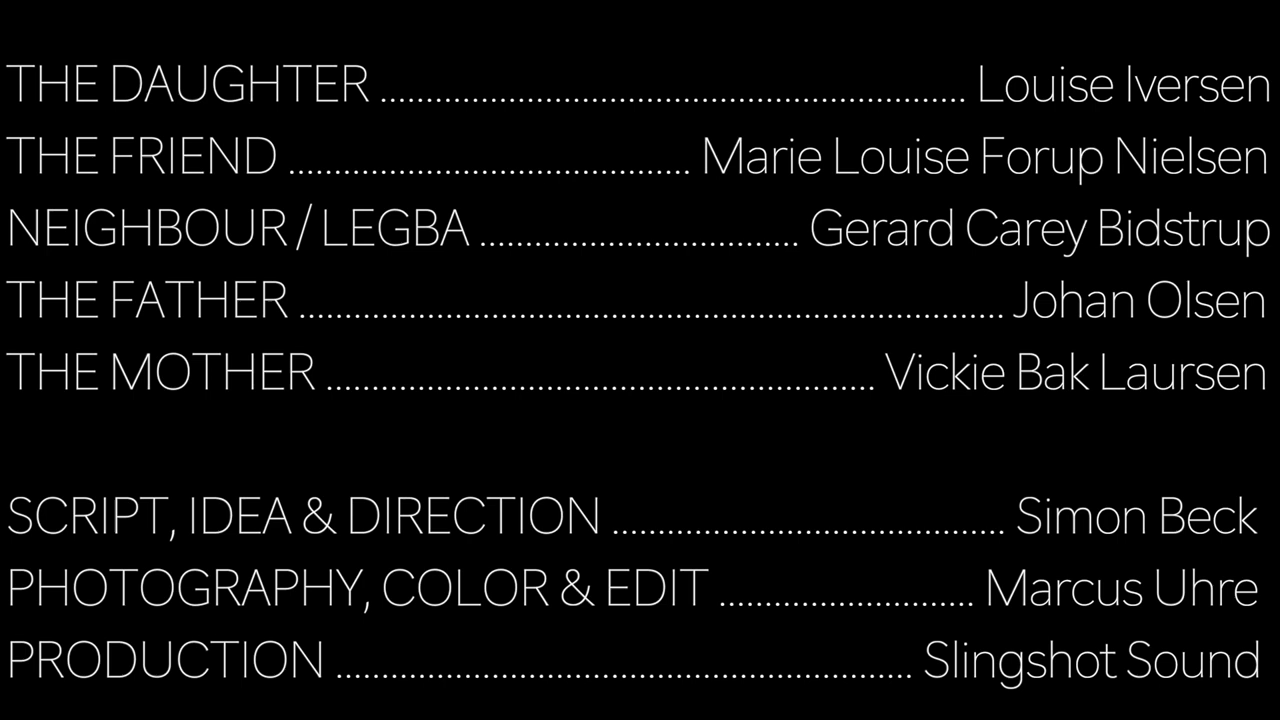 THE DAUGHTER ................................................................ Louise Iversen
THE FRIEND ............................................ Marie Louise Forup Nielsen
NEIGHBOUR / LEGBA ................................... Gerard Carey Bidstrup
THE FATHER ............................................................................. Johan Olsen
THE MOTHER ............................................................ Vickie Bak Laursen
SCRIPT, IDEA & DIRECTION ........................................... Simon Beck
PHOTOGRAPHY, COLOR & EDIT ............................ Marcus Uhre
PRODUCTION ............................................................... Slingshot Sound